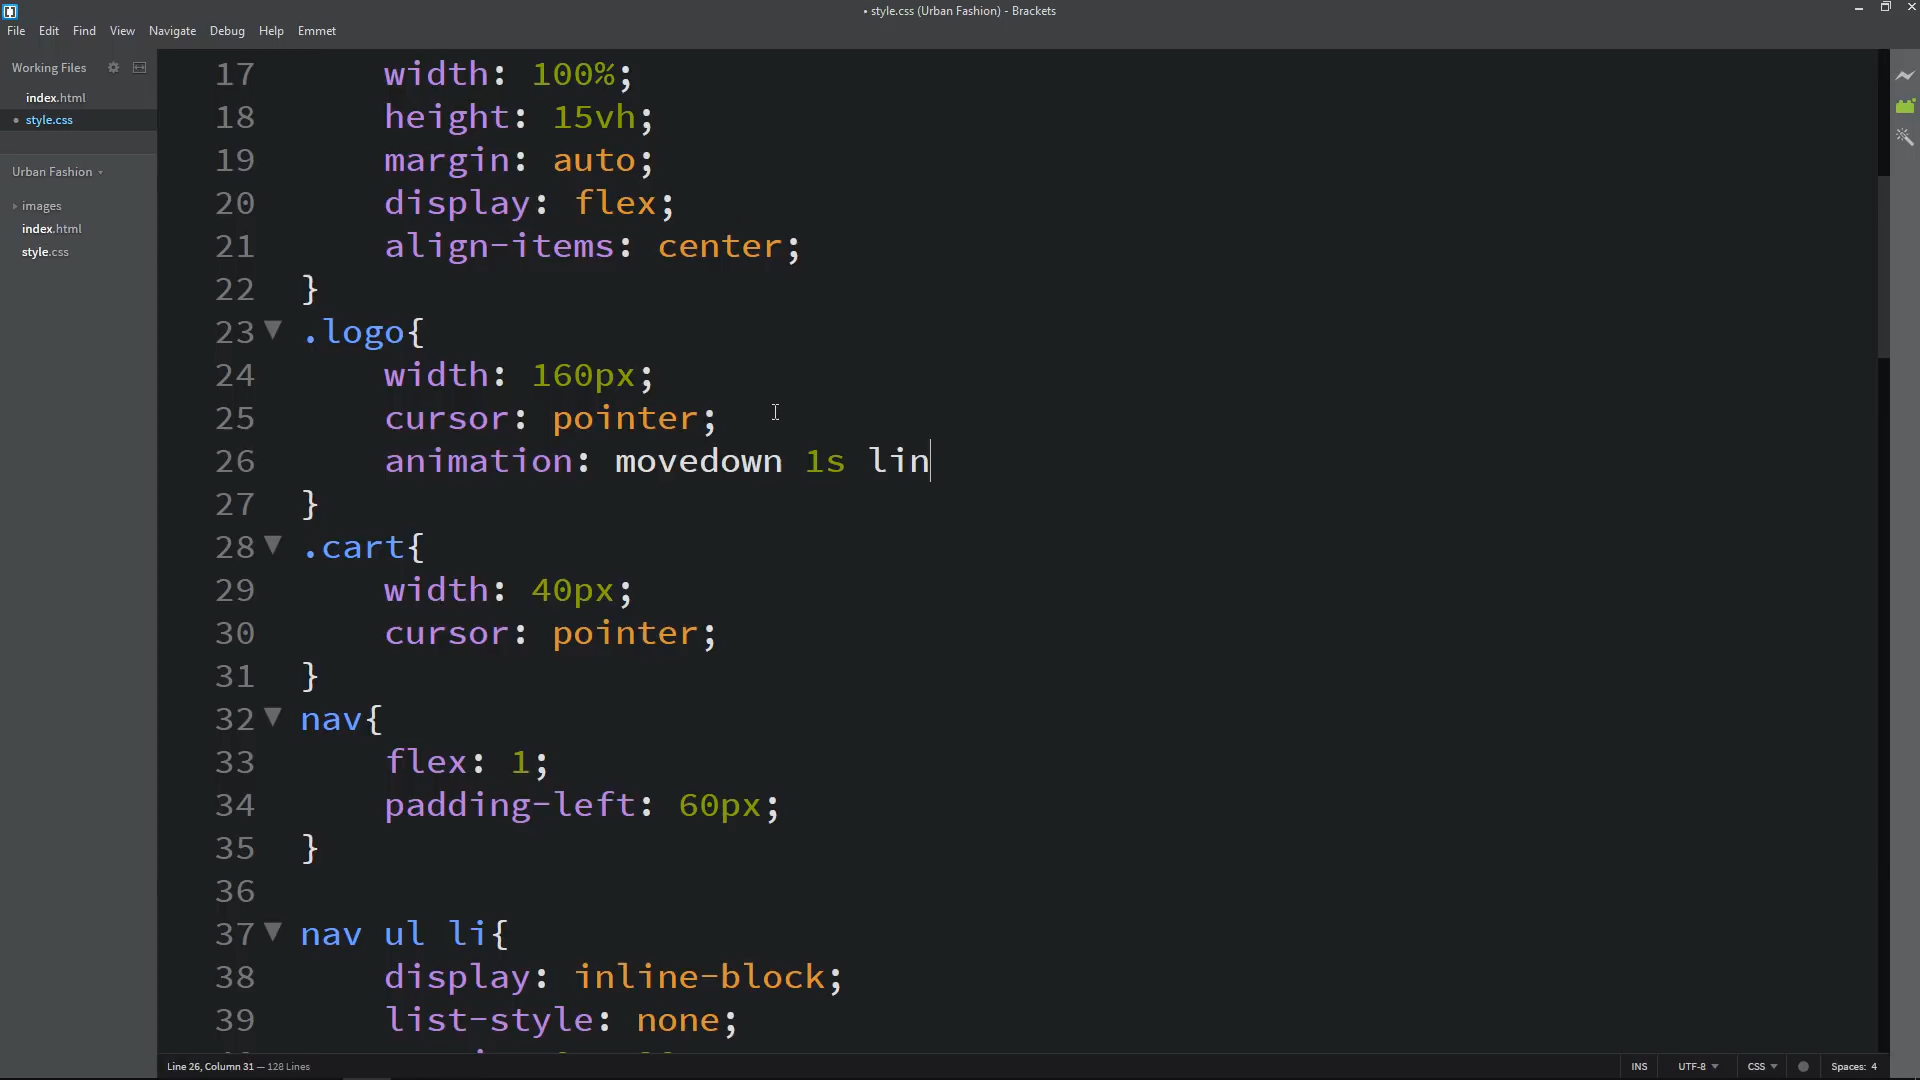 • style.css (Urban Fashion) - Brackets
File Edit Find View Navigate Debug Help Emmet
Working Files
index.html
• style.css
Urban Fashion
images
index.html
style.css
17 width: 100%;
18 height: 15vh;
19 margin: auto;
20 display: flex;
21 align-items: center;
22 }
23 .logo{
24 width: 160px;
25 cursor: pointer;
26 animation: movedown 1s lin
27 }
28 .cart{
29 width: 40px;
30 cursor: pointer;
31 }
32 nav{
33 flex: 1;
34 padding-left: 60px;
35 }
36
37 nav ul li{
38 display: inline-block;
39 list-style: none;
Line 26, Column 31 — 128 Lines
INS UTF-8 CSS Spaces: 4